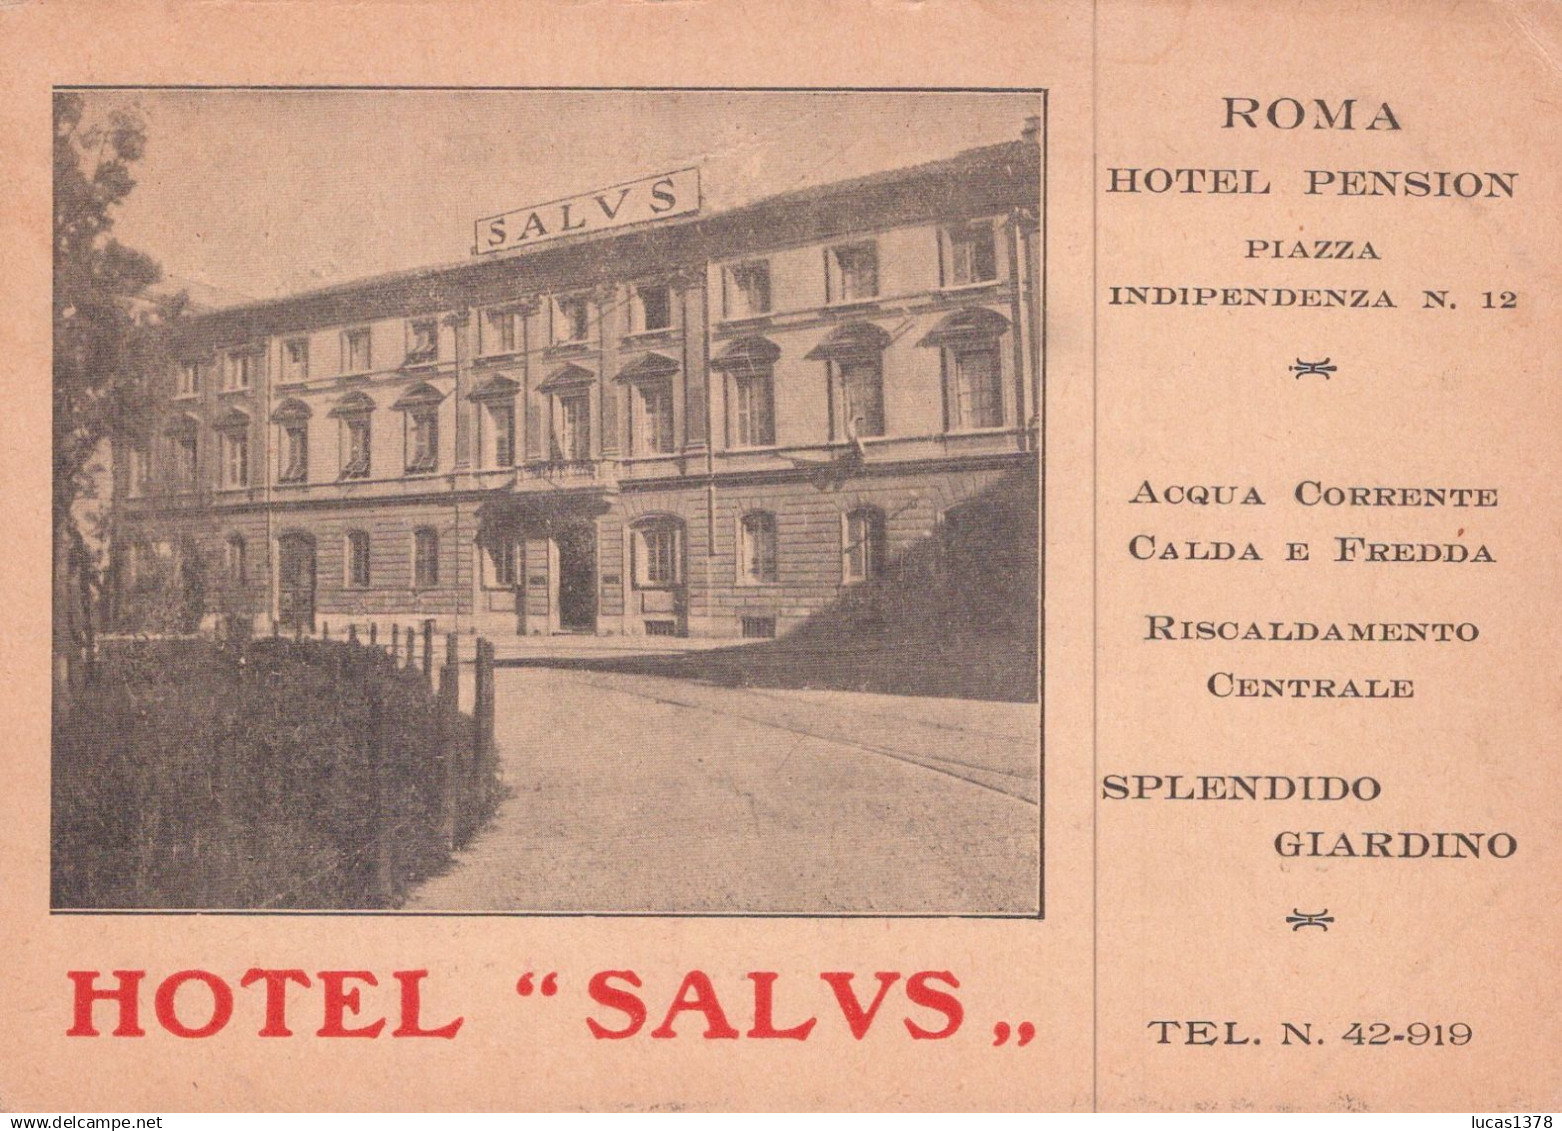 SALVS
HOTEL “SALVS„
ROMA
HOTEL PENSION
PIAZZA
INDIPENDENZA N. 12
ACQUA CORRENTE
CALDA E FREDDA
RISCALDAMENTO
CENTRALE
SPLENDIDO
GIARDINO
TEL. N. 42-919
delcampe.net
lucas1378